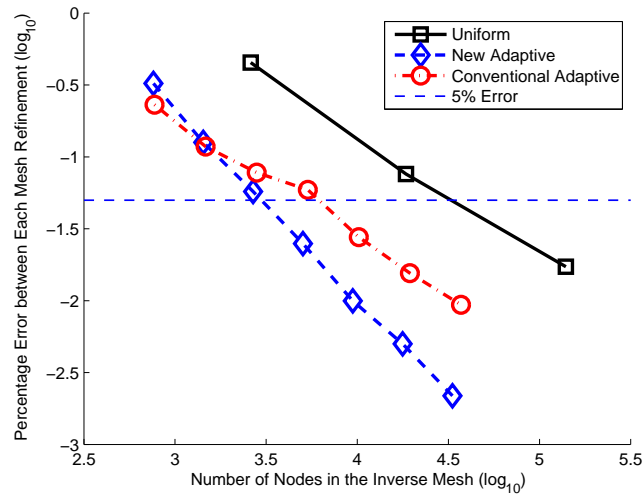 0
−0.5
−1
−1.5
−2
−2.5
−3
2.5
3
3.5
4
4.5
5
5.5
Percentage Error between Each Mesh Refinement (log10)
Number of Nodes in the Inverse Mesh (log10)
Uniform
New Adaptive
Conventional Adaptive
5% Error